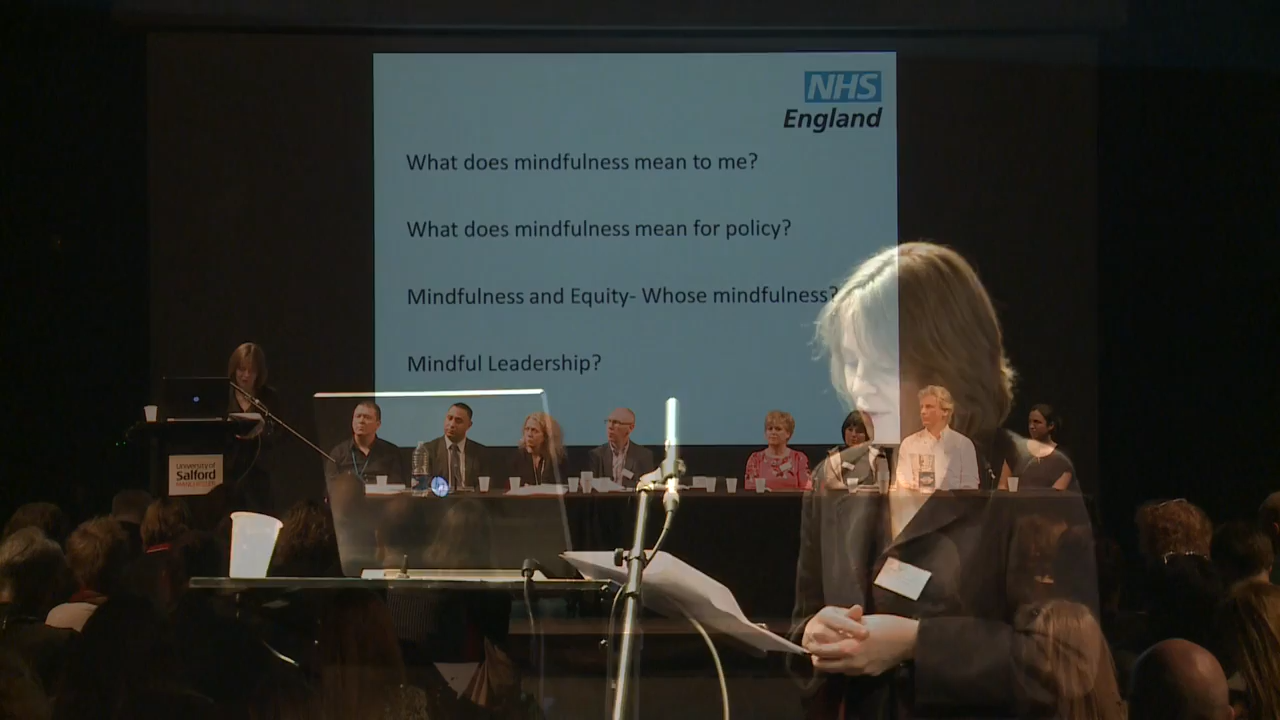 NHS
England
What does mindfulness mean to me?
What does mindfulness mean for policy?
Mindfulness and Equity- Whose mindfulness?
Mindful Leadership?
University of
Salford
MANCHESTER